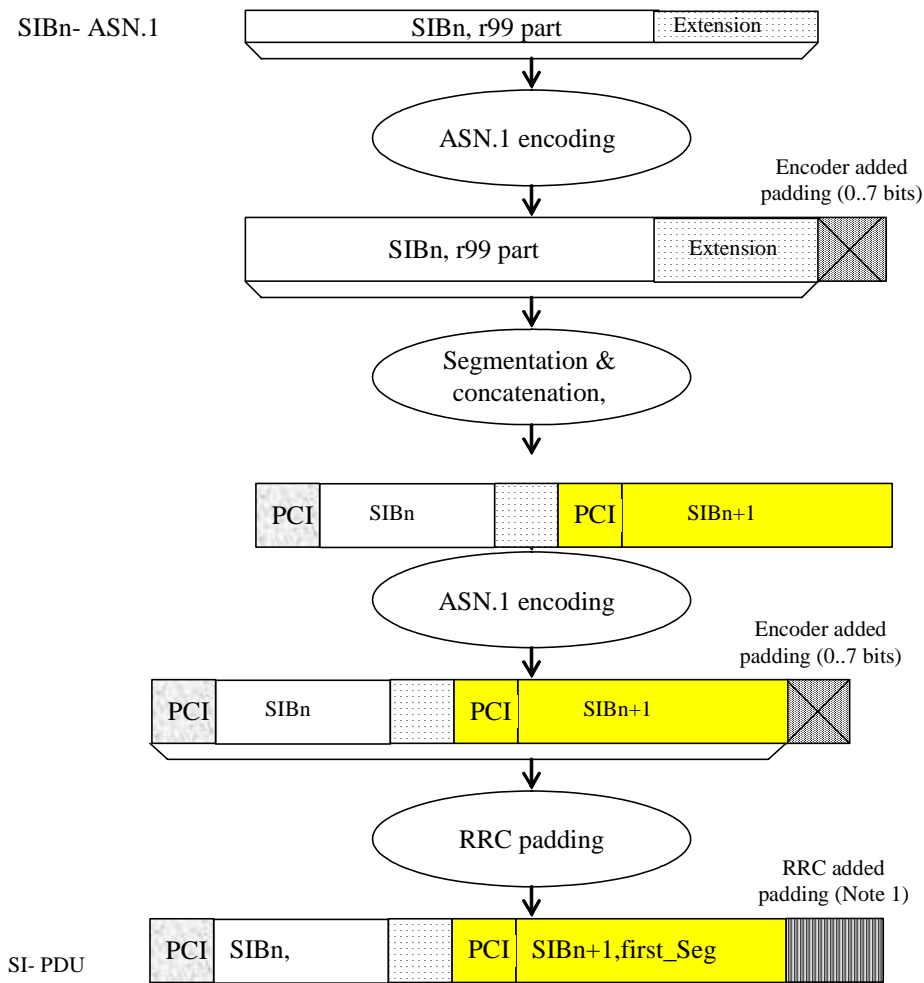 SIBn- ASN.1
SIBn, r99 part
Extension
ASN.1 encoding
Encoder added
padding (0..7 bits)
SIBn, r99 part
Extension
Segmentation &
concatenation,
PCI
SIBn
PCI
SIBn+1
ASN.1 encoding
Encoder added
padding (0..7 bits)
PCI
SIBn
PCI
SIBn+1
RRC padding
RRC added
padding (Note 1)
SI- PDU
PCI
SIBn,
PCI
SIBn+1,first_Seg